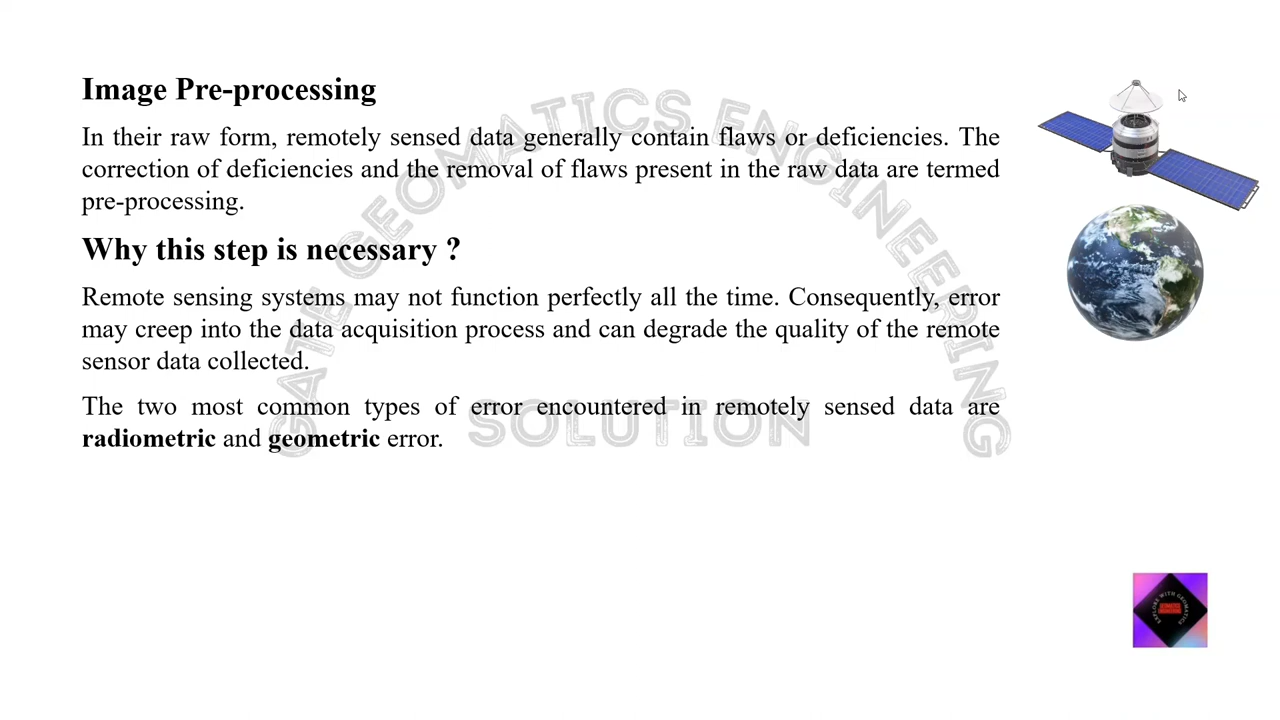 Image Pre-processing
In their raw form, remotely sensed data generally contain flaws or deficiencies. The
correction of deficiencies and the removal of flaws present in the raw data are termed
pre-processing.
Why this step is necessary ?
Remote sensing systems may not function perfectly all the time. Consequently, error
may creep into the data acquisition process and can degrade the quality of the remote
sensor data collected.
The two most common types of error encountered in remotely sensed data are
radiometric and geometric error.
GATE GEOMATICS ENGINEERING
SOLUTION
EXPLORE WITH GEOMATICS